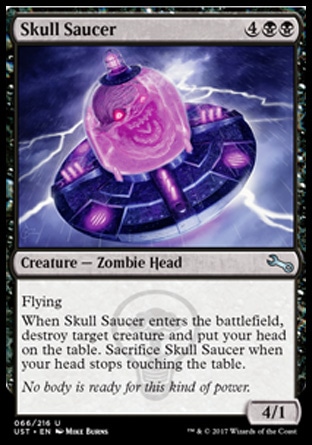 Skull Saucer 4
Creature — Zombie Head
Flying
When Skull Saucer enters the battlefield,
destroy target creature and put your head
on the table. Sacrifice Skull Saucer when
your head stops touching the table.
No body is ready for this kind of power.
4/1
066/216 U
UST • EN Mike Burns
™ & © 2017 Wizards of the Coast